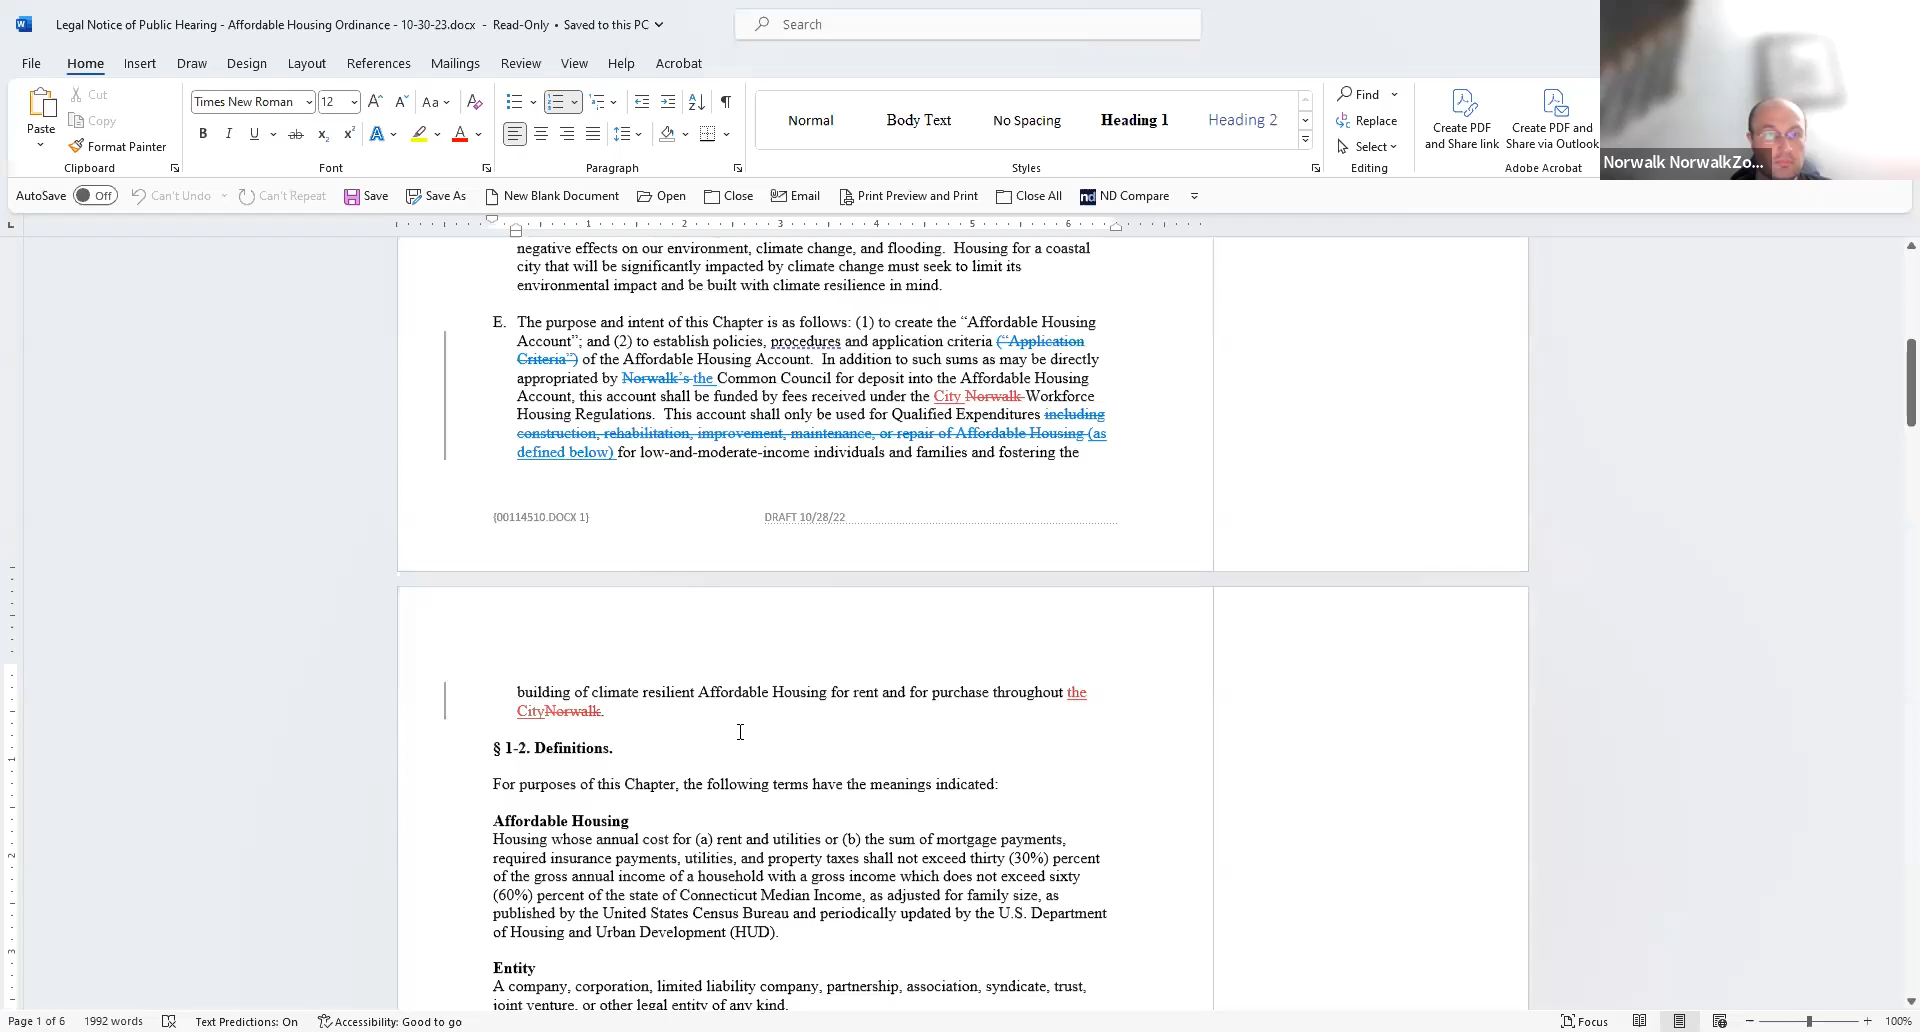 Legal Notice of Public Hearing - Affordable Housing Ordinance - 10-30-23.docx - Read-Only • Saved to this PC
Search
File Home Insert Draw Design Layout References Mailings Review View Help Acrobat
Paste
Cut
Copy
Format Painter
Clipboard
Times New Roman 12
Font
Paragraph
Normal
Body Text
No Spacing
Heading 1
Heading 2
Styles
Find
Replace
Select
Editing
Create PDF and Share link
Create PDF and Share via Outlook
Adobe Acrobat
Norwalk NorwalkZo...
AutoSave Off Can't Undo Can't Repeat Save Save As New Blank Document Open Close Email Print Preview and Print Close All nd ND Compare
1 2 3 4 5 6
negative effects on our environment, climate change, and flooding. Housing for a coastal
city that will be significantly impacted by climate change must seek to limit its
environmental impact and be built with climate resilience in mind.
E. The purpose and intent of this Chapter is as follows: (1) to create the “Affordable Housing
Account”; and (2) to establish policies, procedures and application criteria (“Application
Criteria”) of the Affordable Housing Account. In addition to such sums as may be directly
appropriated by Norwalk’s the Common Council for deposit into the Affordable Housing
Account, this account shall be funded by fees received under the City Norwalk Workforce
Housing Regulations. This account shall only be used for Qualified Expenditures including
construction, rehabilitation, improvement, maintenance, or repair of Affordable Housing (as
defined below) for low-and-moderate-income individuals and families and fostering the
{00114510.DOCX 1} DRAFT 10/28/22
building of climate resilient Affordable Housing for rent and for purchase throughout the
CityNorwalk.
§ 1-2. Definitions.
For purposes of this Chapter, the following terms have the meanings indicated:
Affordable Housing
Housing whose annual cost for (a) rent and utilities or (b) the sum of mortgage payments,
required insurance payments, utilities, and property taxes shall not exceed thirty (30%) percent
of the gross annual income of a household with a gross income which does not exceed sixty
(60%) percent of the state of Connecticut Median Income, as adjusted for family size, as
published by the United States Census Bureau and periodically updated by the U.S. Department
of Housing and Urban Development (HUD).
Entity
A company, corporation, limited liability company, partnership, association, syndicate, trust,
joint venture, or other legal entity of any kind.
Page 1 of 6 1992 words Text Predictions: On Accessibility: Good to go Focus 100%